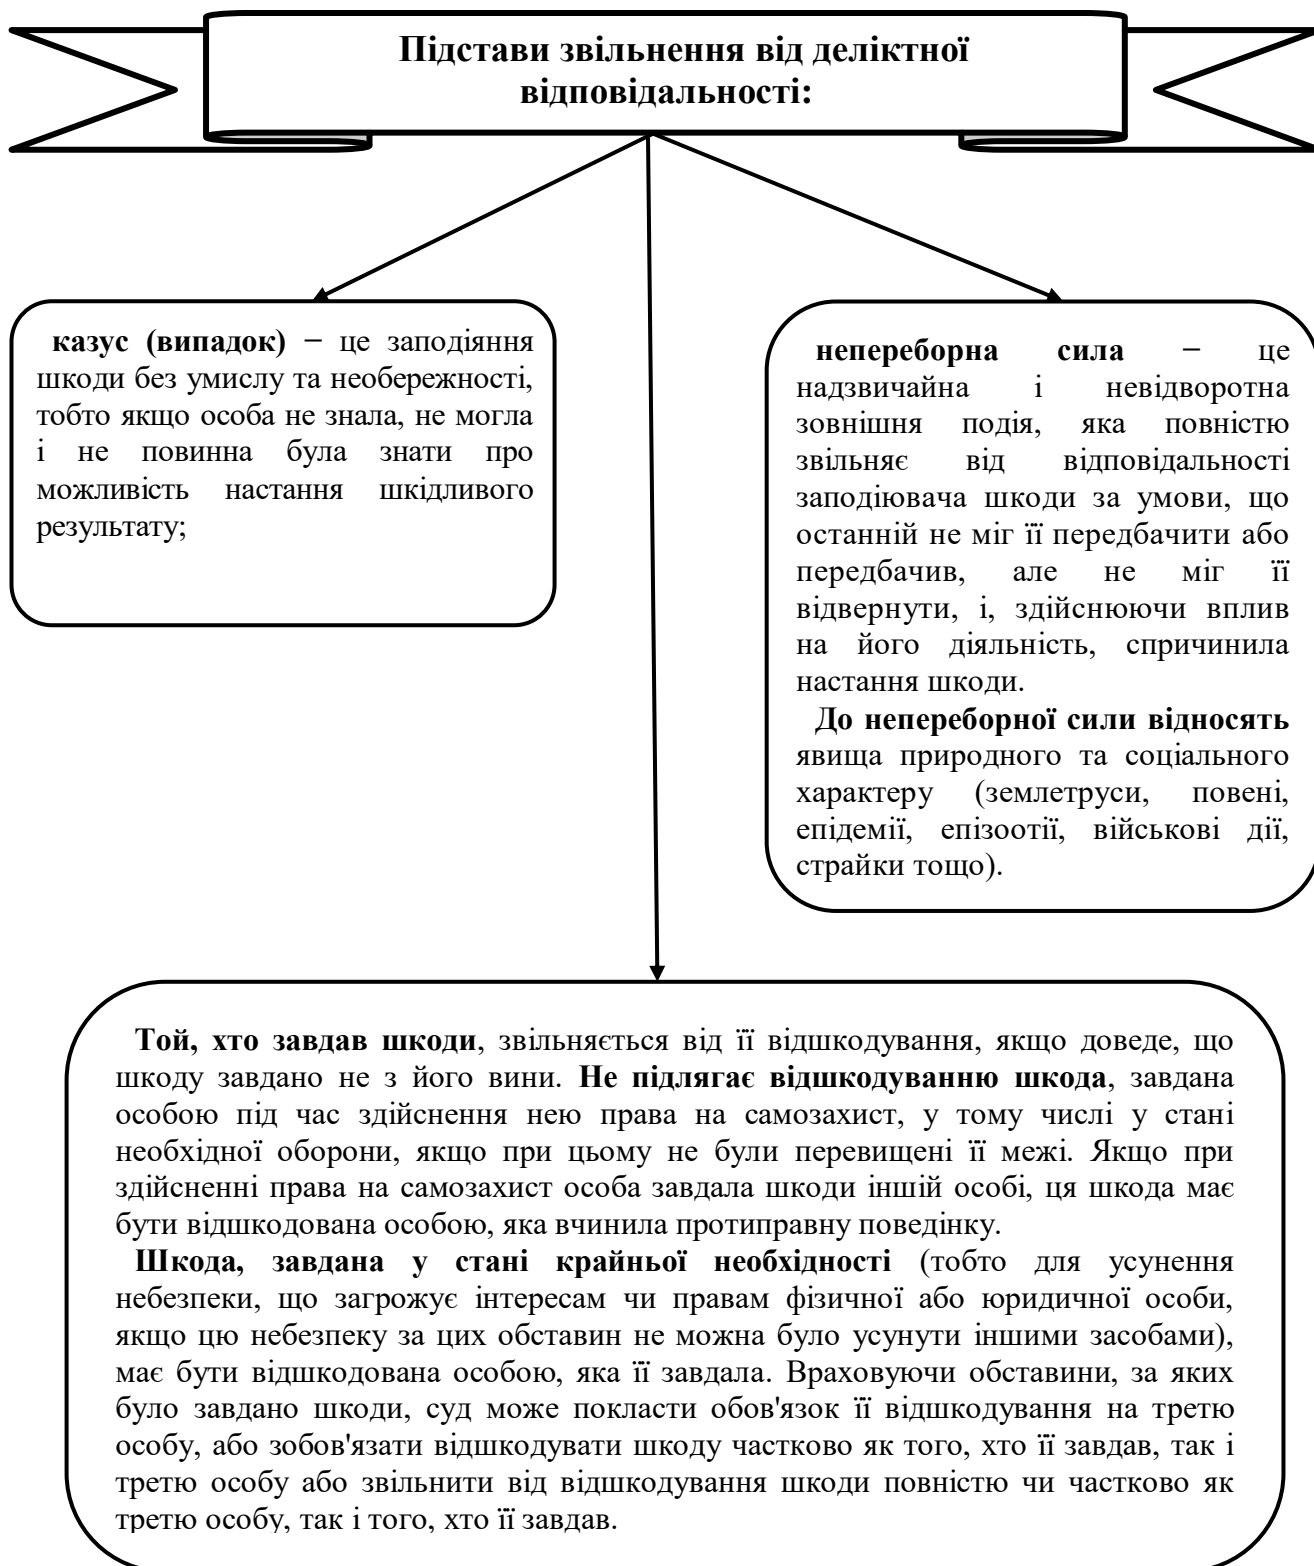 Підстави звільнення від деліктної
відповідальності:
казус (випадок) – це заподіяння
шкоди без умислу та необережності,
тобто якщо особа не знала, не могла
і не повинна була знати про
можливість настання шкідливого
результату;
непереборна сила – це
надзвичайна і невідворотна
зовнішня подія, яка повністю
звільняє від відповідальності
заподіювача шкоди за умови, що
останній не міг її передбачити або
передбачив, але не міг її
відвернути, і, здійснюючи вплив
на його діяльність, спричинила
настання шкоди.
До непереборної сили відносять
явища природного та соціального
характеру (землетруси, повені,
епідемії, епізоотії, військові дії,
страйки тощо).
Той, хто завдав шкоди, звільняється від її відшкодування, якщо доведе, що
шкоду завдано не з його вини. Не підлягає відшкодуванню шкода, завдана
особою під час здійснення нею права на самозахист, у тому числі у стані
необхідної оборони, якщо при цьому не були перевищені її межі. Якщо при
здійсненні права на самозахист особа завдала шкоди іншій особі, ця шкода має
бути відшкодована особою, яка вчинила протиправну поведінку.
Шкода, завдана у стані крайньої необхідності (тобто для усунення
небезпеки, що загрожує інтересам чи правам фізичної або юридичної особи,
якщо цю небезпеку за цих обставин не можна було усунути іншими засобами),
має бути відшкодована особою, яка її завдала. Враховуючи обставини, за яких
було завдано шкоди, суд може покласти обов'язок її відшкодування на третю
особу, або зобов'язати відшкодувати шкоду частково як того, хто її завдав, так і
третю особу або звільнити від відшкодування шкоди повністю чи частково як
третю особу, так і того, хто її завдав.